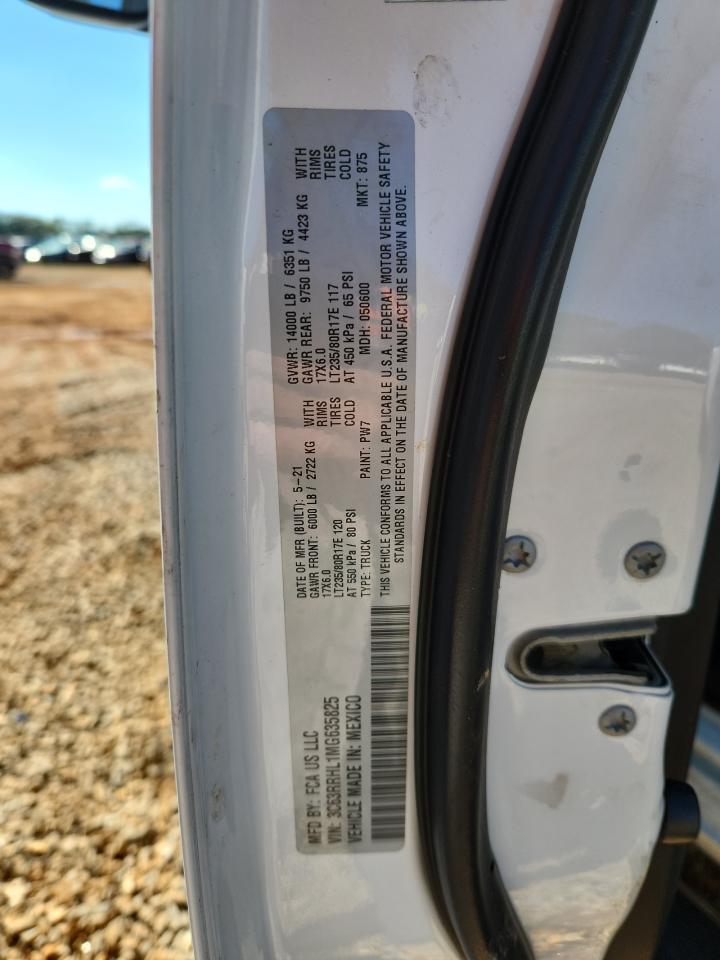 MFD BY: FCA US LLC
VIN: 3C63RRHL1MG635825
VEHICLE MADE IN: MEXICO
DATE OF MFR (BUILT): 5-21 GVWR: 14000 LB / 6351 KG
GAWR FRONT: 6000 LB / 2722 KG WITH GAWR REAR: 9750 LB / 4423 KG WITH
17X6.0 RIMS 17X6.0 RIMS
LT235/80R17E 120 TIRES LT235/80R17E 117 TIRES
AT 550 kPa / 80 PSI COLD AT 450 kPa / 65 PSI COLD
TYPE: TRUCK PAINT: PW7 MDH: 050600 MKT: 875
THIS VEHICLE CONFORMS TO ALL APPLICABLE U.S.A. FEDERAL MOTOR VEHICLE SAFETY
STANDARDS IN EFFECT ON THE DATE OF MANUFACTURE SHOWN ABOVE.